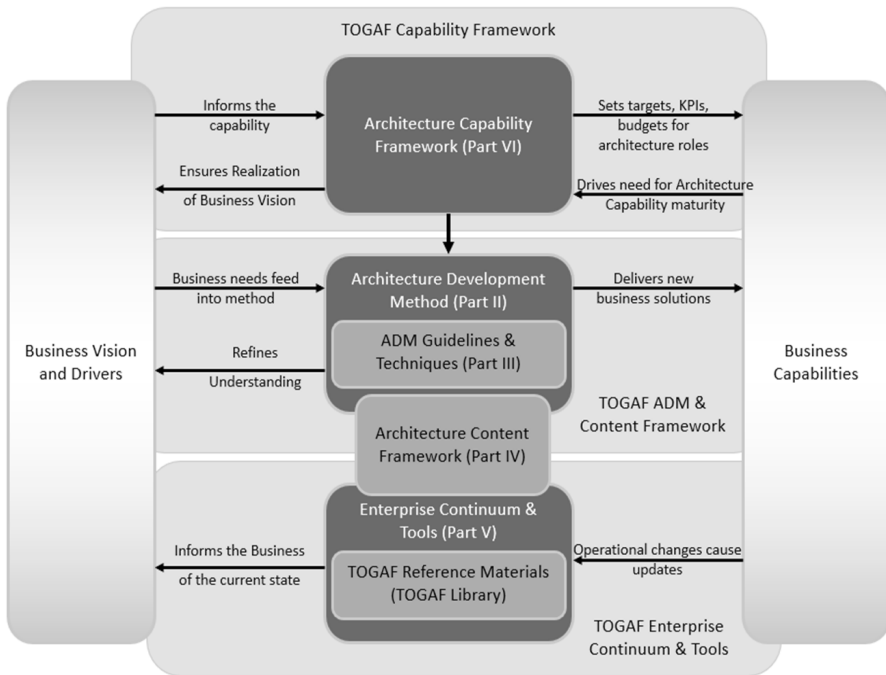 TOGAF Capability Framework
Informs the
capability
Architecture Capability
Framework (Part VI)
Sets targets, KPIs,
budgets for
architecture roles
Ensures Realization
of Business Vision
Drives need for Architecture
Capability maturity
Business needs feed
into method
Architecture Development
Method (Part II)
Delivers new
business solutions
Business Vision
and Drivers
Refines
Understanding
ADM Guidelines &
Techniques (Part III)
Business
Capabilities
TOGAF ADM &
Content Framework
Architecture Content
Framework (Part IV)
Enterprise Continuum &
Tools (Part V)
Informs the Business
of the current state
TOGAF Reference Materials
(TOGAF Library)
Operational changes cause
updates
TOGAF Enterprise
Continuum & Tools